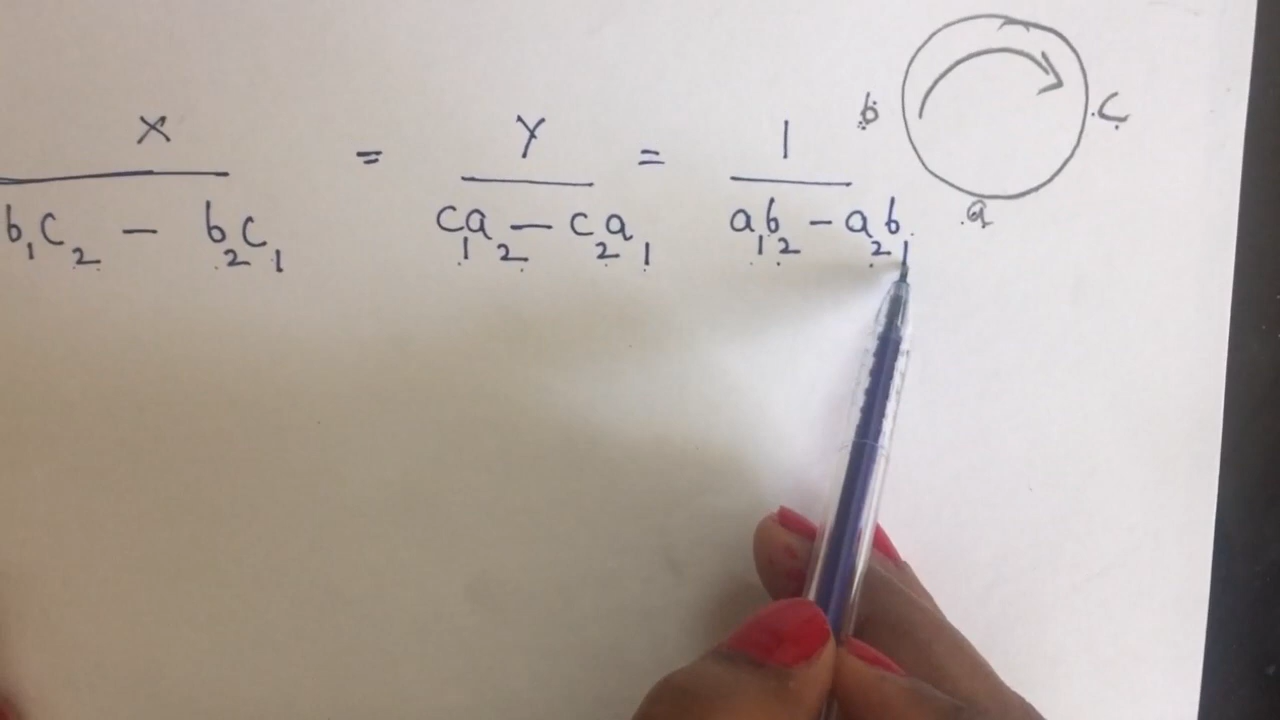 x = y = 1
b₁c₂ - b₂c₁ c₁a₂ - c₂a₁ a₁b₂ - a₂b₁
b c
a